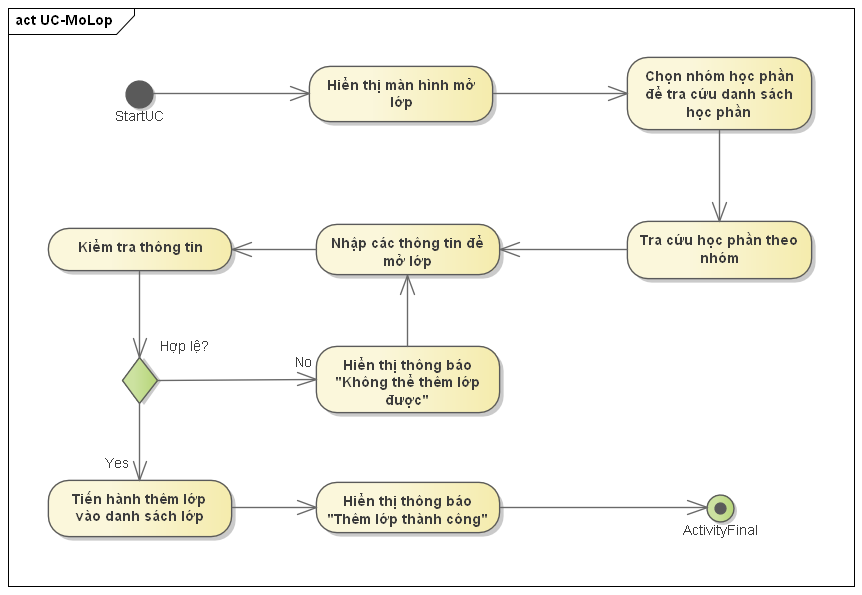 act UC-MoLop
StartUC
Hiển thị màn hình mở
lớp
Chọn nhóm học phần
để tra cứu danh sách
học phần
Tra cứu học phần theo
nhóm
Nhập các thông tin để
mở lớp
Kiểm tra thông tin
Hợp lệ?
No
Hiển thị thông báo
"Không thể thêm lớp
được"
Yes
Tiến hành thêm lớp
vào danh sách lớp
Hiển thị thông báo
"Thêm lớp thành công"
ActivityFinal